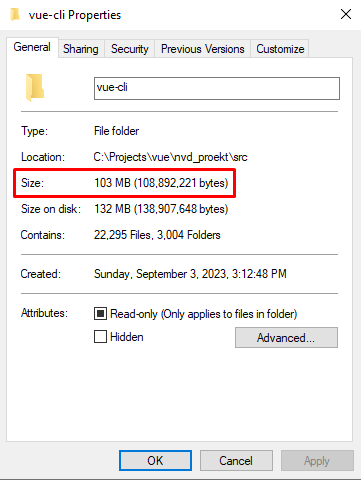 vue-cli Properties
General Sharing Security Previous Versions Customize
vue-cli
Type: File folder
Location: C:\Projects\vue\nvd_proekt\src
Size: 103 MB (108,892,221 bytes)
Size on disk: 132 MB (138,907,648 bytes)
Contains: 22,295 Files, 3,004 Folders
Created: Sunday, September 3, 2023, 3:12:48 PM
Attributes: Read-only (Only applies to files in folder)
Hidden Advanced...
OK Cancel Apply